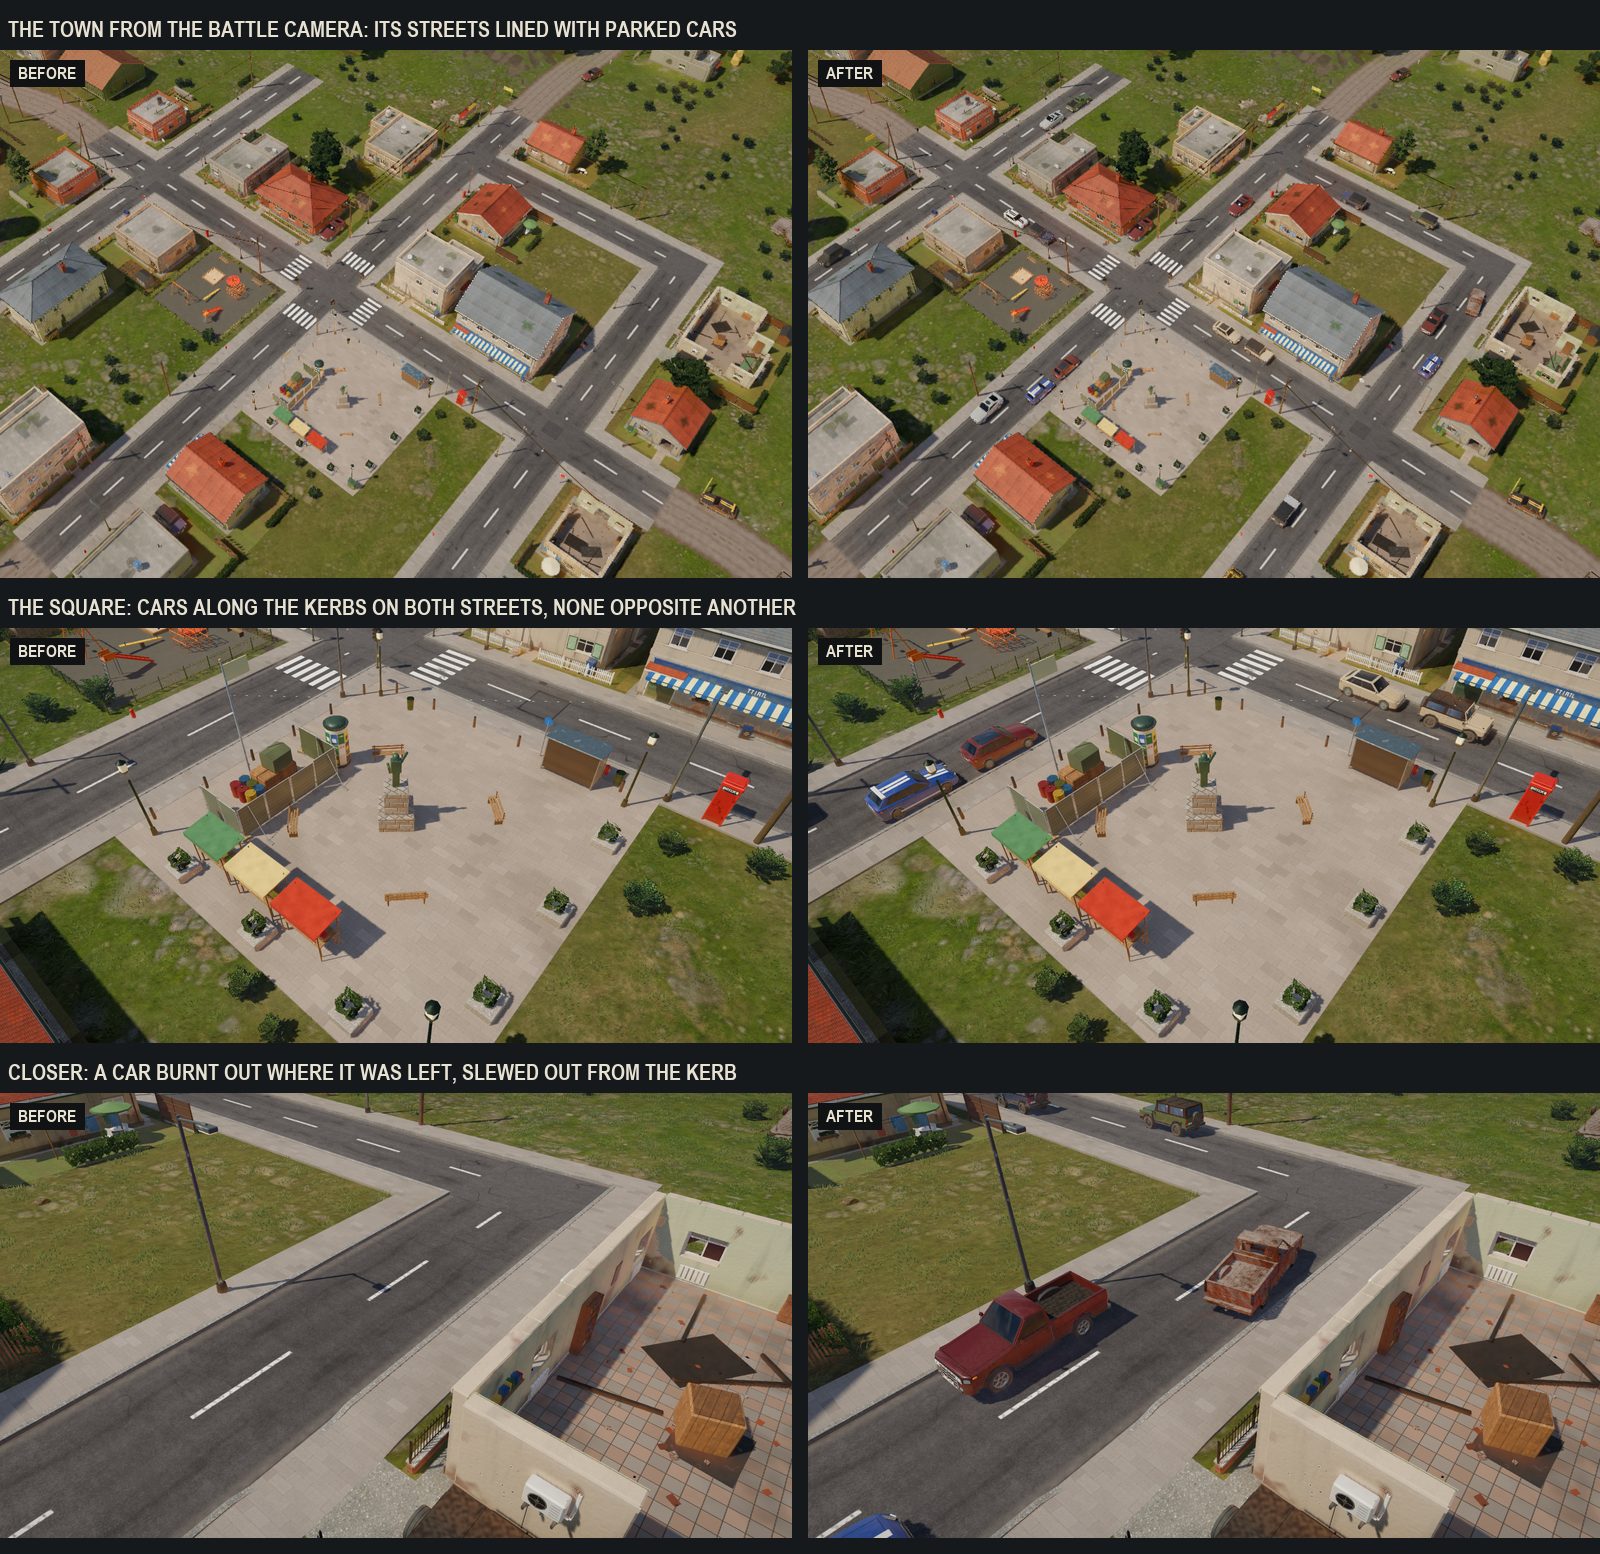 THE TOWN FROM THE BATTLE CAMERA: ITS STREETS LINED WITH PARKED CARS
BEFORE
AFTER
THE SQUARE: CARS ALONG THE KERBS ON BOTH STREETS, NONE OPPOSITE ANOTHER
BEFORE
AFTER
CLOSER: A CAR BURNT OUT WHERE IT WAS LEFT, SLEWED OUT FROM THE KERB
BEFORE
AFTER